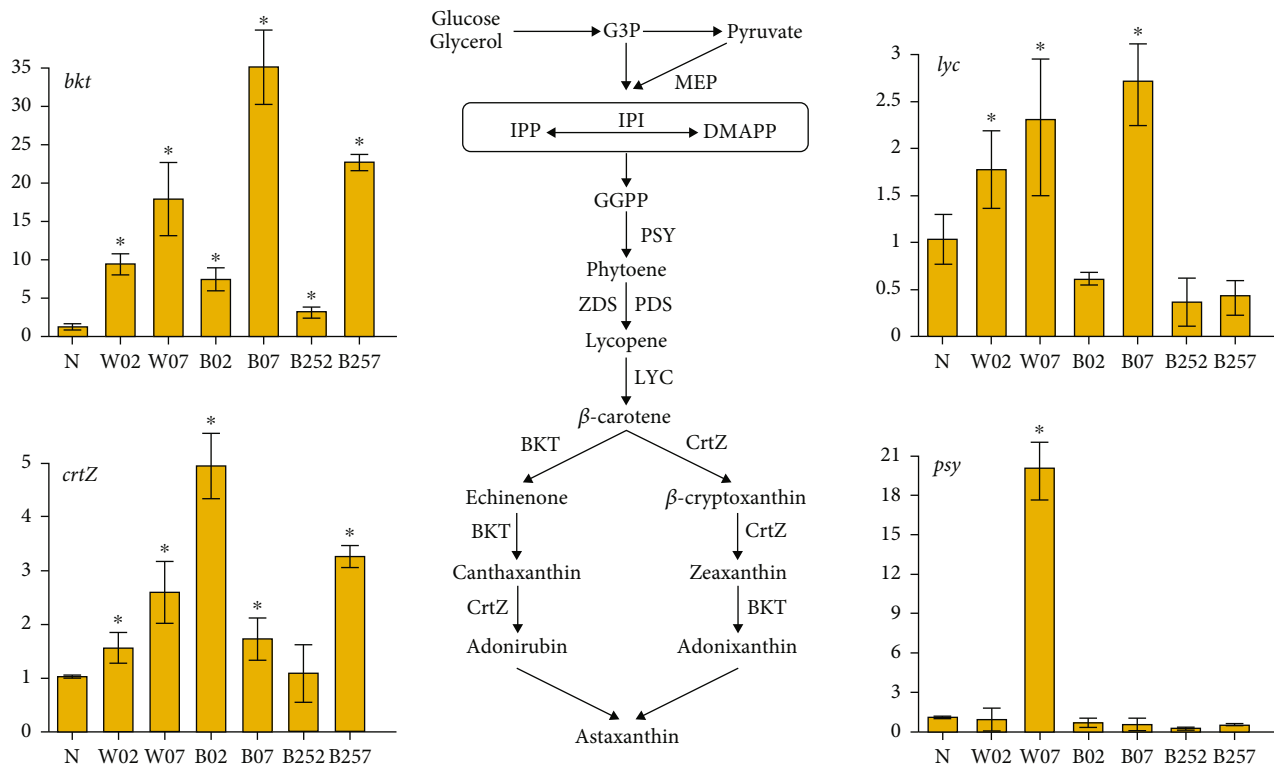 bkt
35
30
25
20
15
10
5
0
* * * * * *
N W02 W07 B02 B07 B252 B257
crtZ
5
4
3
2
1
0
* * * * *
N W02 W07 B02 B07 B252 B257
Glucose
Glycerol
G3P
Pyruvate
MEP
IPI
IPP
DMAPP
GGPP
PSY
Phytoene
ZDS PDS
Lycopene
LYC
β-carotene
BKT
CrtZ
Echinenone
β-cryptoxanthin
BKT
CrtZ
Canthaxanthin
Zeaxanthin
CrtZ
BKT
Adonirubin
Adonixanthin
Astaxanthin
lyc
3
2.5
2
1.5
1
0.5
0
* * *
N W02 W07 B02 B07 B252 B257
psy
21
18
15
12
9
6
3
0
*
N W02 W07 B02 B07 B252 B257